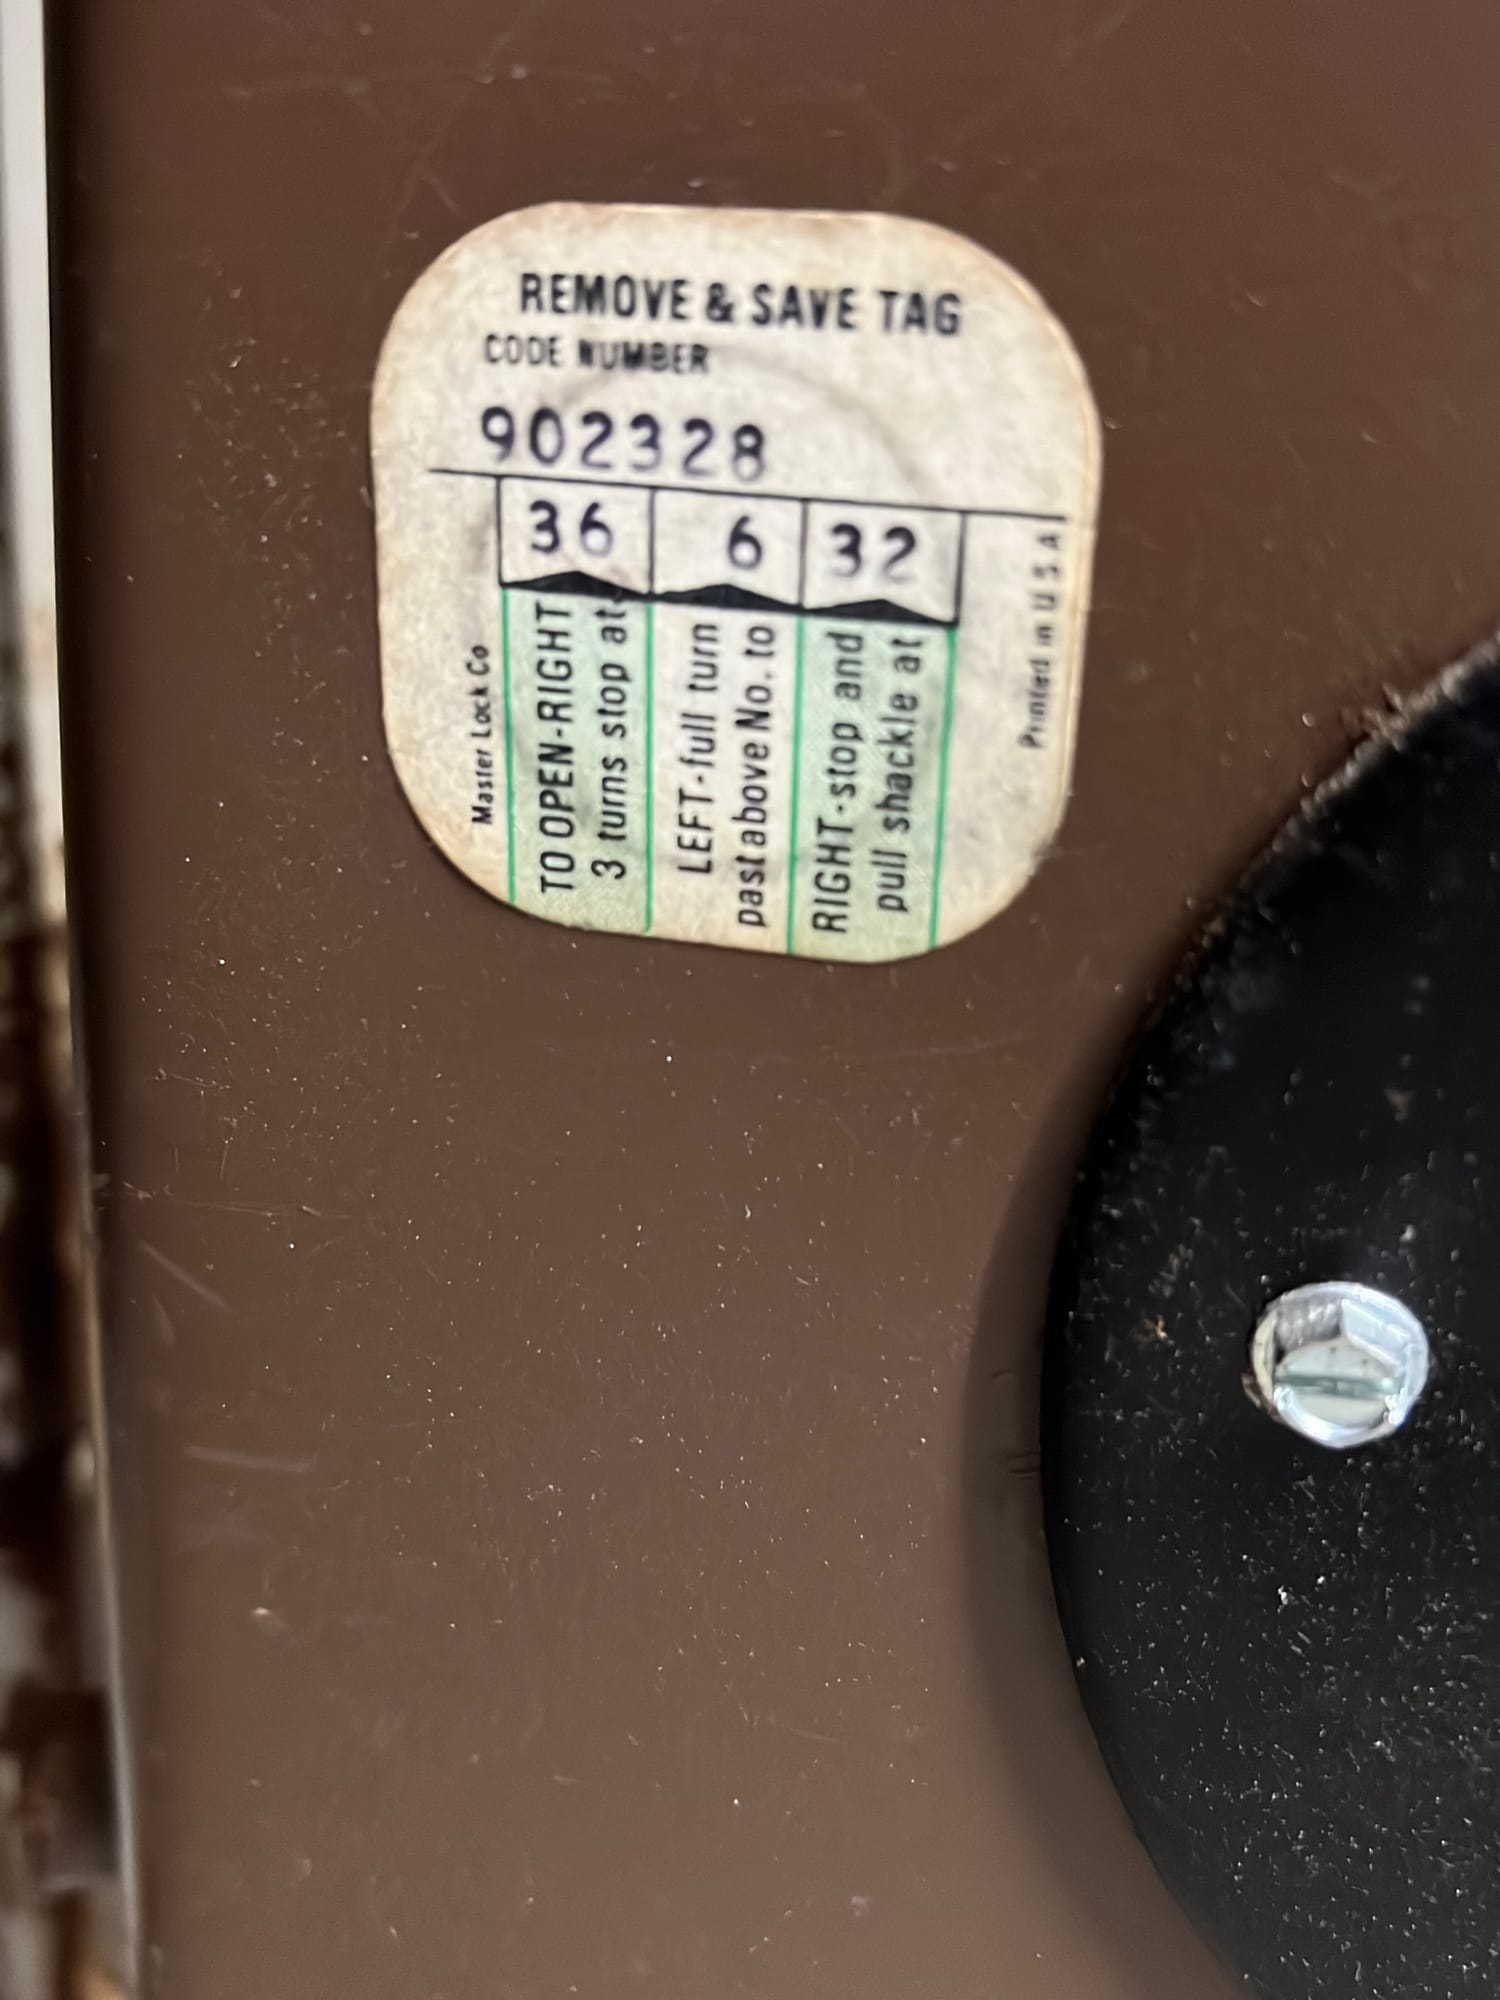 REMOVE & SAVE TAG
CODE NUMBER
902328
36 6 32
Master Lock Co
TO OPEN-RIGHT
3 turns stop at
LEFT-full turn
past above No. to
RIGHT-stop and
pull shackle at
Printed in U S A